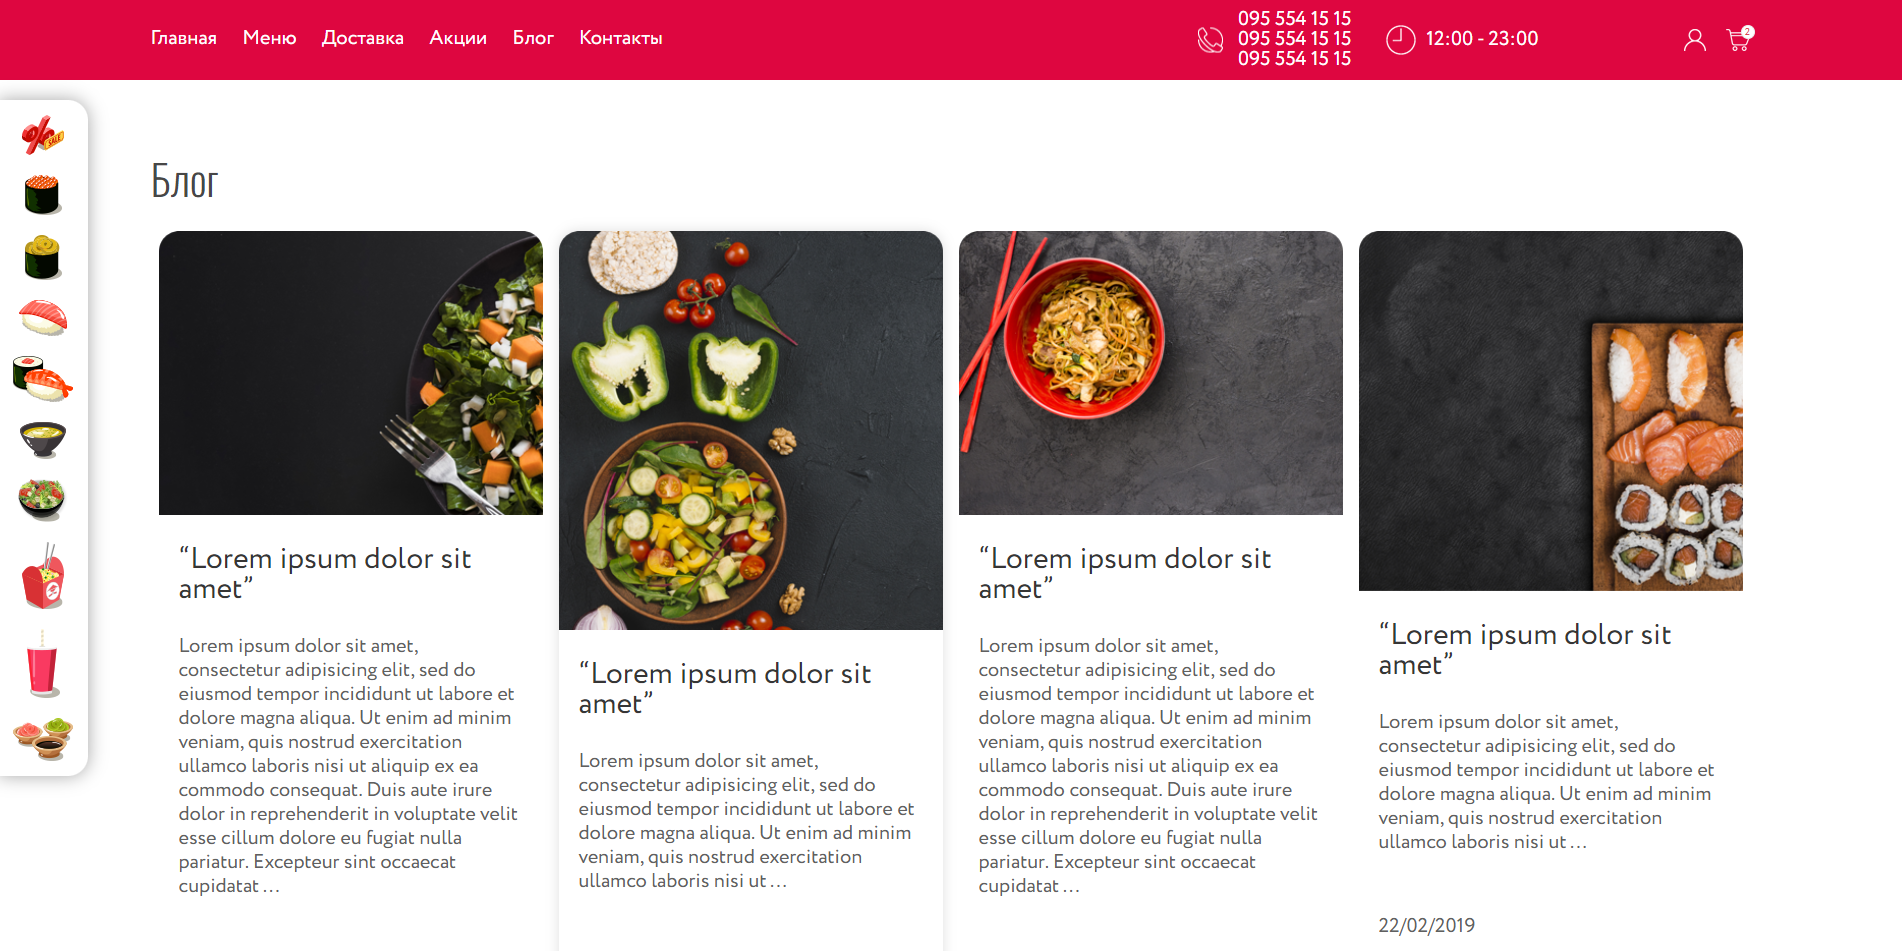 Главная Меню Доставка Акции Блог Контакты
095 554 15 15
095 554 15 15
095 554 15 15
12:00 - 23:00
2
SALE
Блог
“Lorem ipsum dolor sit
amet”
Lorem ipsum dolor sit amet,
consectetur adipisicing elit, sed do
eiusmod tempor incididunt ut labore et
dolore magna aliqua. Ut enim ad minim
veniam, quis nostrud exercitation
ullamco laboris nisi ut aliquip ex ea
commodo consequat. Duis aute irure
dolor in reprehenderit in voluptate velit
esse cillum dolore eu fugiat nulla
pariatur. Excepteur sint occaecat
cupidatat ...
“Lorem ipsum dolor sit
amet”
Lorem ipsum dolor sit amet,
consectetur adipisicing elit, sed do
eiusmod tempor incididunt ut labore et
dolore magna aliqua. Ut enim ad minim
veniam, quis nostrud exercitation
ullamco laboris nisi ut ...
“Lorem ipsum dolor sit
amet”
Lorem ipsum dolor sit amet,
consectetur adipisicing elit, sed do
eiusmod tempor incididunt ut labore et
dolore magna aliqua. Ut enim ad minim
veniam, quis nostrud exercitation
ullamco laboris nisi ut aliquip ex ea
commodo consequat. Duis aute irure
dolor in reprehenderit in voluptate velit
esse cillum dolore eu fugiat nulla
pariatur. Excepteur sint occaecat
cupidatat ...
“Lorem ipsum dolor sit
amet”
Lorem ipsum dolor sit amet,
consectetur adipisicing elit, sed do
eiusmod tempor incididunt ut labore et
dolore magna aliqua. Ut enim ad minim
veniam, quis nostrud exercitation
ullamco laboris nisi ut ...
22/02/2019